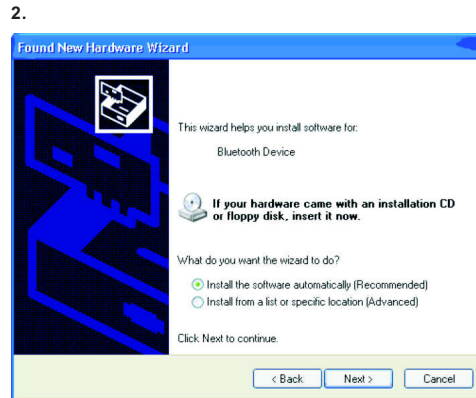 2.
Found New Hardware Wizard
This wizard helps you install software for:
Bluetooth Device
If your hardware came with an installation CD
or floppy disk, insert it now.
What do you want the wizard to do?
Install the software automatically (Recommended)
Install from a list or specific location (Advanced)
Click Next to continue.
< Back Next > Cancel